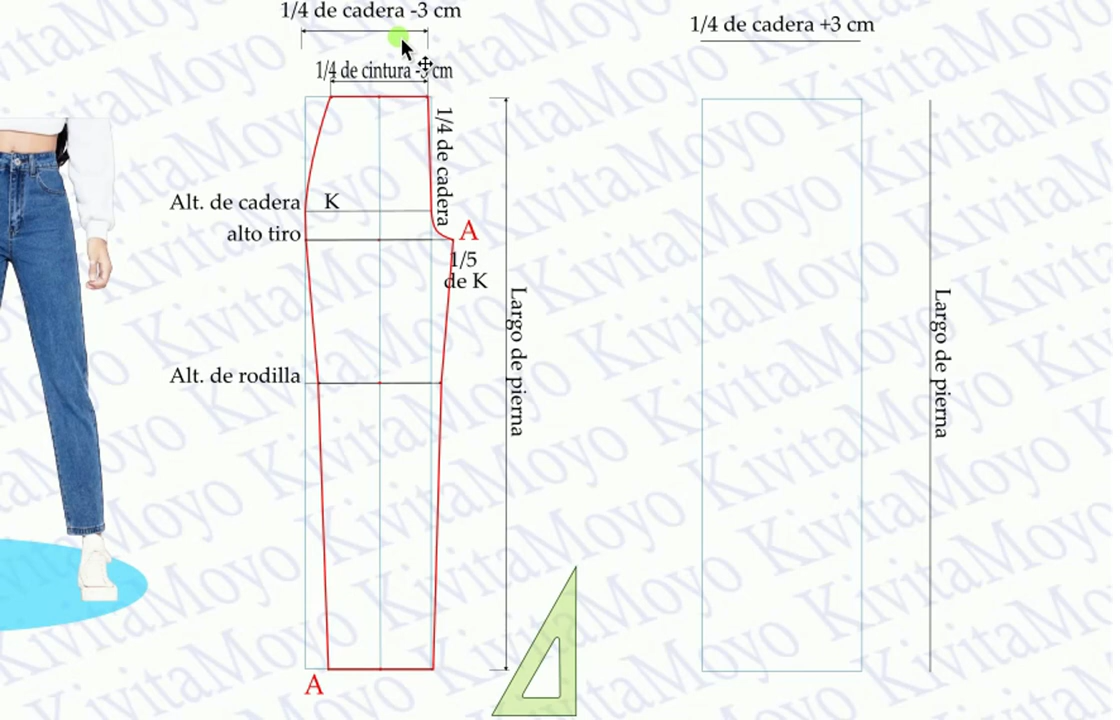 1/4 de cadera -3 cm
1/4 de cadera +3 cm
1/4 de cintura -3 cm
1/4 de cadera
Alt. de cadera
K
alto tiro
A
1/5
de K
Largo de pierna
Largo de pierna
Alt. de rodilla
A
KivitaMoyo